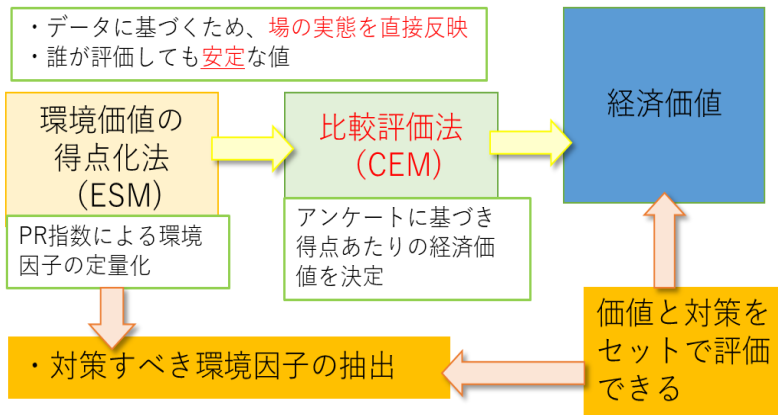 ・データに基づくため、場の実態を直接反映
・誰が評価しても安定な値
環境価値の
得点化法
（ESM）
PR指数による環境
因子の定量化
比較評価法
（CEM）
アンケートに基づき
得点あたりの経済価
値を決定
経済価値
・対策すべき環境因子の抽出
価値と対策を
セットで評価
できる